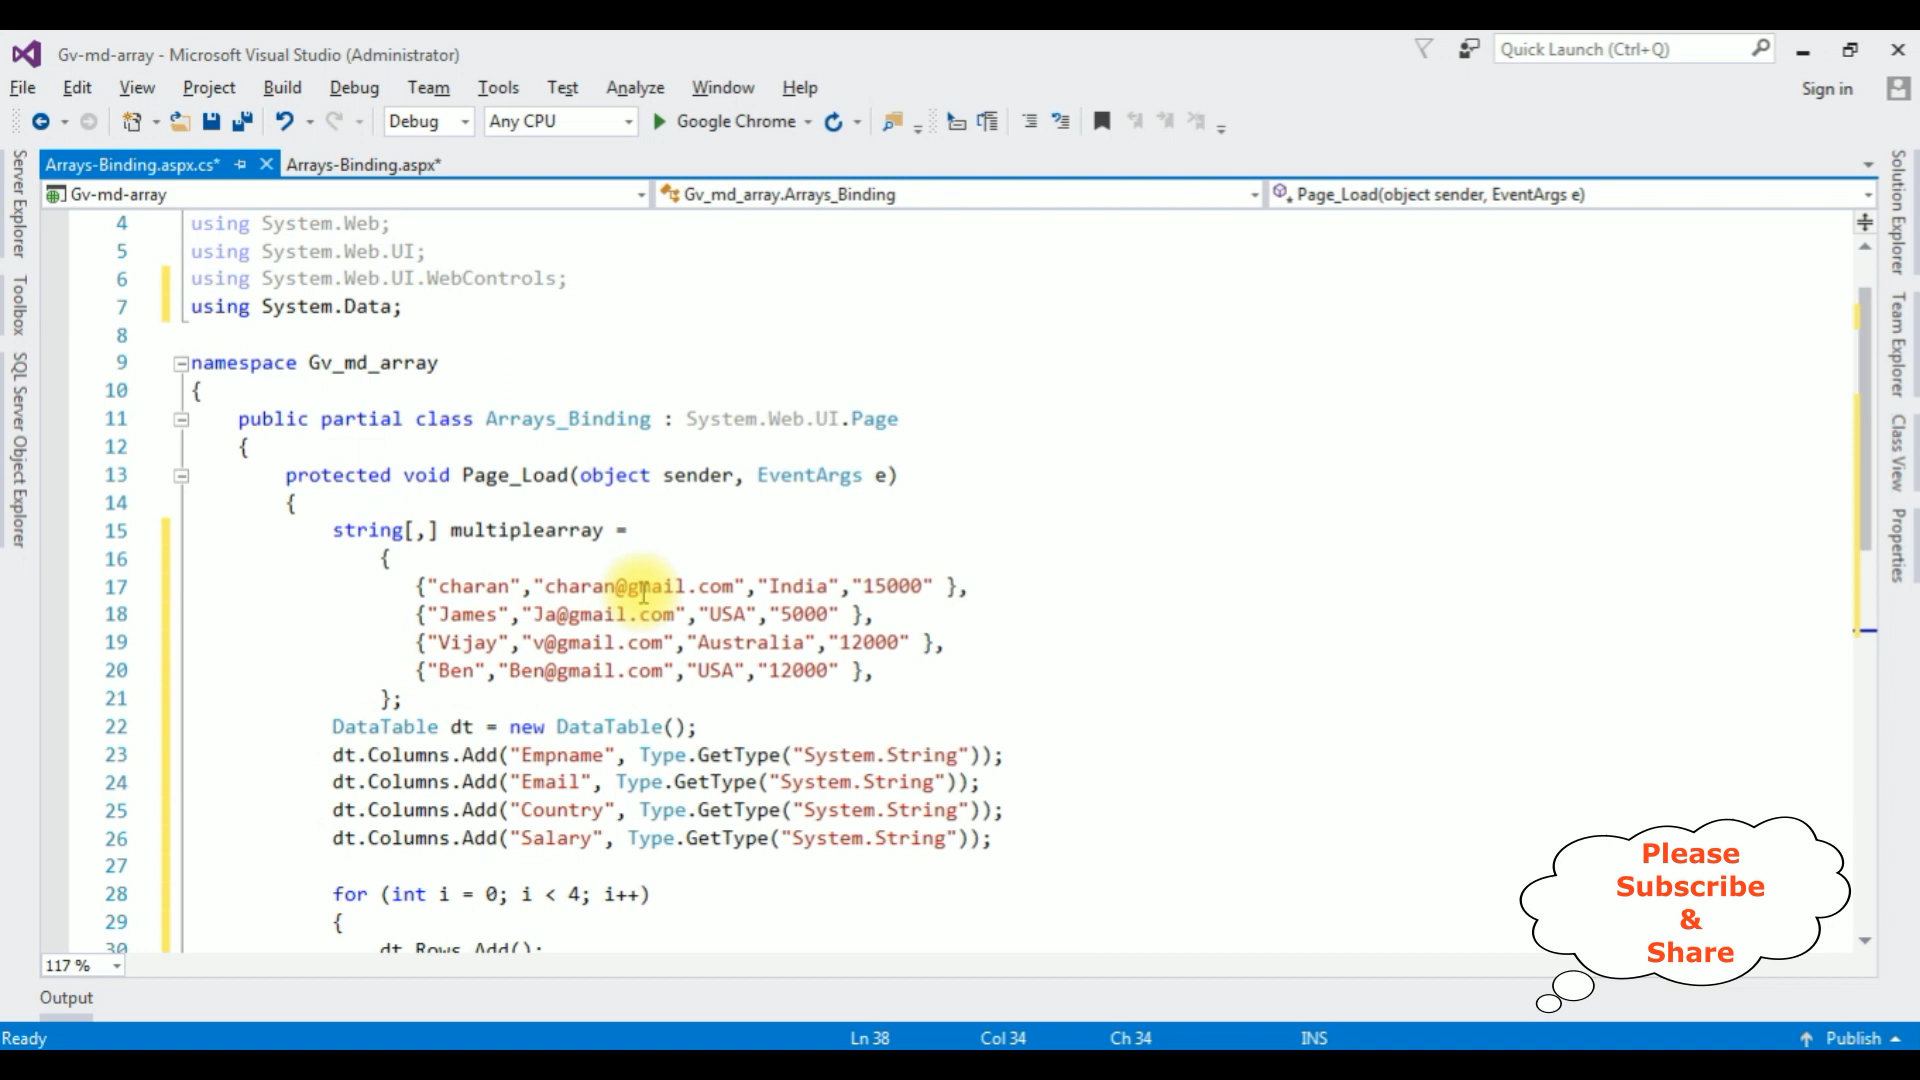 Gv-md-array - Microsoft Visual Studio (Administrator)
Quick Launch (Ctrl+Q)
File Edit View Project Build Debug Team Tools Test Analyze Window Help
Sign in
Debug Any CPU Google Chrome
Arrays-Binding.aspx.cs* Arrays-Binding.aspx*
Gv-md-array Gv_md_array.Arrays_Binding Page_Load(object sender, EventArgs e)
Server Explorer
Toolbox
SQL Server Object Explorer
4 using System.Web;
5 using System.Web.UI;
6 using System.Web.UI.WebControls;
7 using System.Data;
8
9 namespace Gv_md_array
10 {
11 public partial class Arrays_Binding : System.Web.UI.Page
12 {
13 protected void Page_Load(object sender, EventArgs e)
14 {
15 string[,] multiplearray =
16 {
17 {"charan","charan@gmail.com","India","15000" },
18 {"James","Ja@gmail.com","USA","5000" },
19 {"Vijay","v@gmail.com","Australia","12000" },
20 {"Ben","Ben@gmail.com","USA","12000" },
21 };
22 DataTable dt = new DataTable();
23 dt.Columns.Add("Empname", Type.GetType("System.String"));
24 dt.Columns.Add("Email", Type.GetType("System.String"));
25 dt.Columns.Add("Country", Type.GetType("System.String"));
26 dt.Columns.Add("Salary", Type.GetType("System.String"));
27
28 for (int i = 0; i < 4; i++)
29 {
30 dt.Rows.Add();
Solution Explorer
Team Explorer
Class View
Properties
Please
Subscribe
&
Share
117 %
Output
Ready Ln 38 Col 34 Ch 34 INS Publish